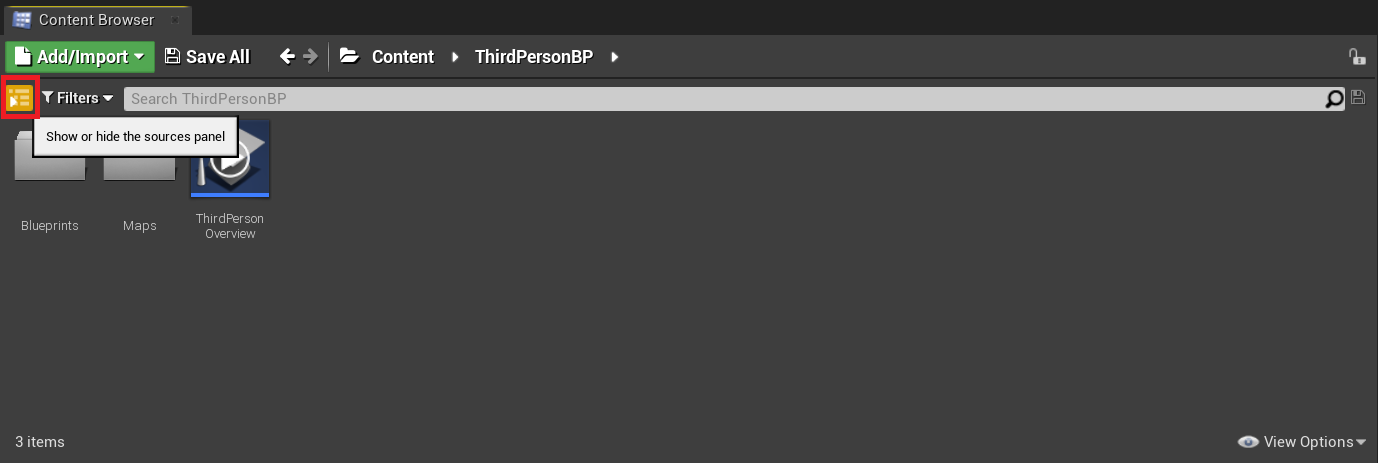 Content Browser
Add/Import Save All Content ThirdPersonBP
Filters Search ThirdPersonBP
Show or hide the sources panel
Blueprints Maps ThirdPerson
Overview
3 items View Options